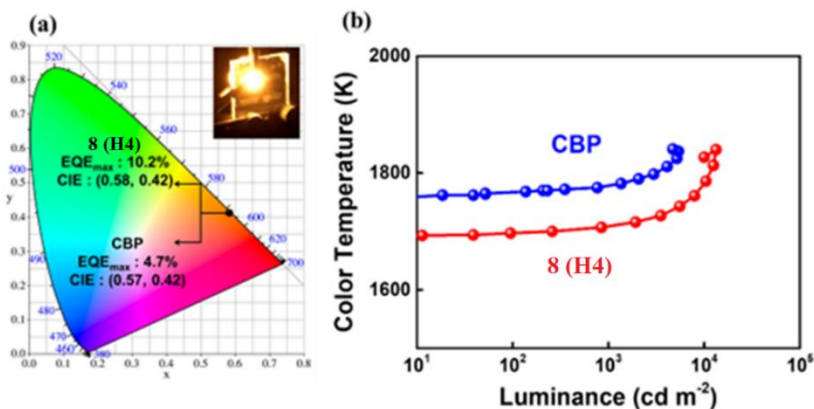 (a)
0.9
0.8
0.7
0.6
0.5
0.4
0.3
0.2
0.1
0.0
y
0.0 0.1 0.2 0.3 0.4 0.5 0.6 0.7 0.8
x
520
540
560
580
600
620
700
500
490
480
470
460
380
8 (H4)
EQEmax : 10.2%
CIE : (0.58, 0.42)
CBP
EQEmax : 4.7%
CIE : (0.57, 0.42)
(b)
Color Temperature (K)
2000
1800
1600
CBP
8 (H4)
10¹ 10² 10³ 10⁴ 10⁵
Luminance (cd m⁻²)